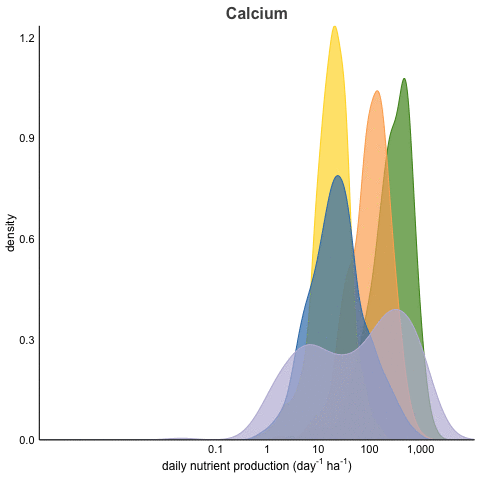 Calcium
1.2
0.9
0.6
0.3
0.0
density
0.1 1 10 100 1,000
daily nutrient production (day⁻¹ ha⁻¹)